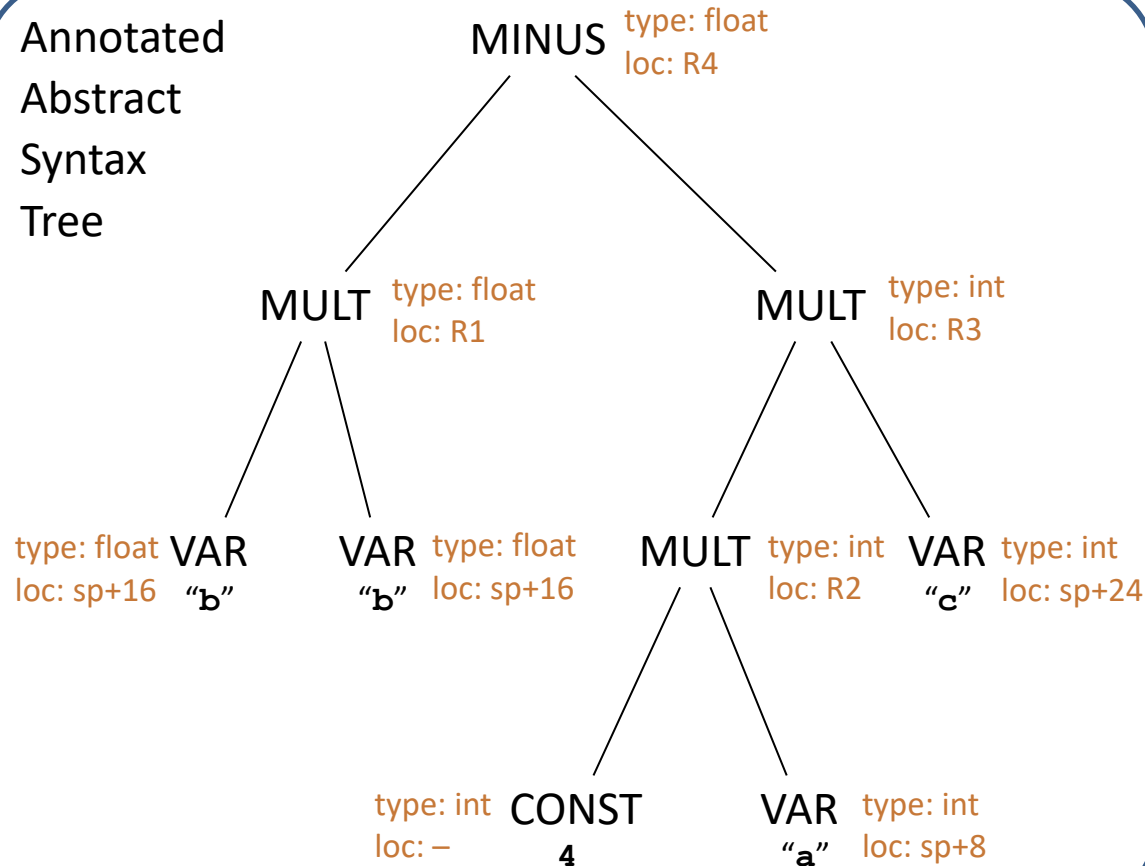 Annotated
Abstract
Syntax
Tree
MINUS
type: float
loc: R4
MULT
type: float
loc: R1
MULT
type: int
loc: R3
type: float
loc: sp+16
VAR
“b”
VAR
“b”
type: float
loc: sp+16
MULT
type: int
loc: R2
VAR
“c”
type: int
loc: sp+24
type: int
loc: –
CONST
4
VAR
“a”
type: int
loc: sp+8